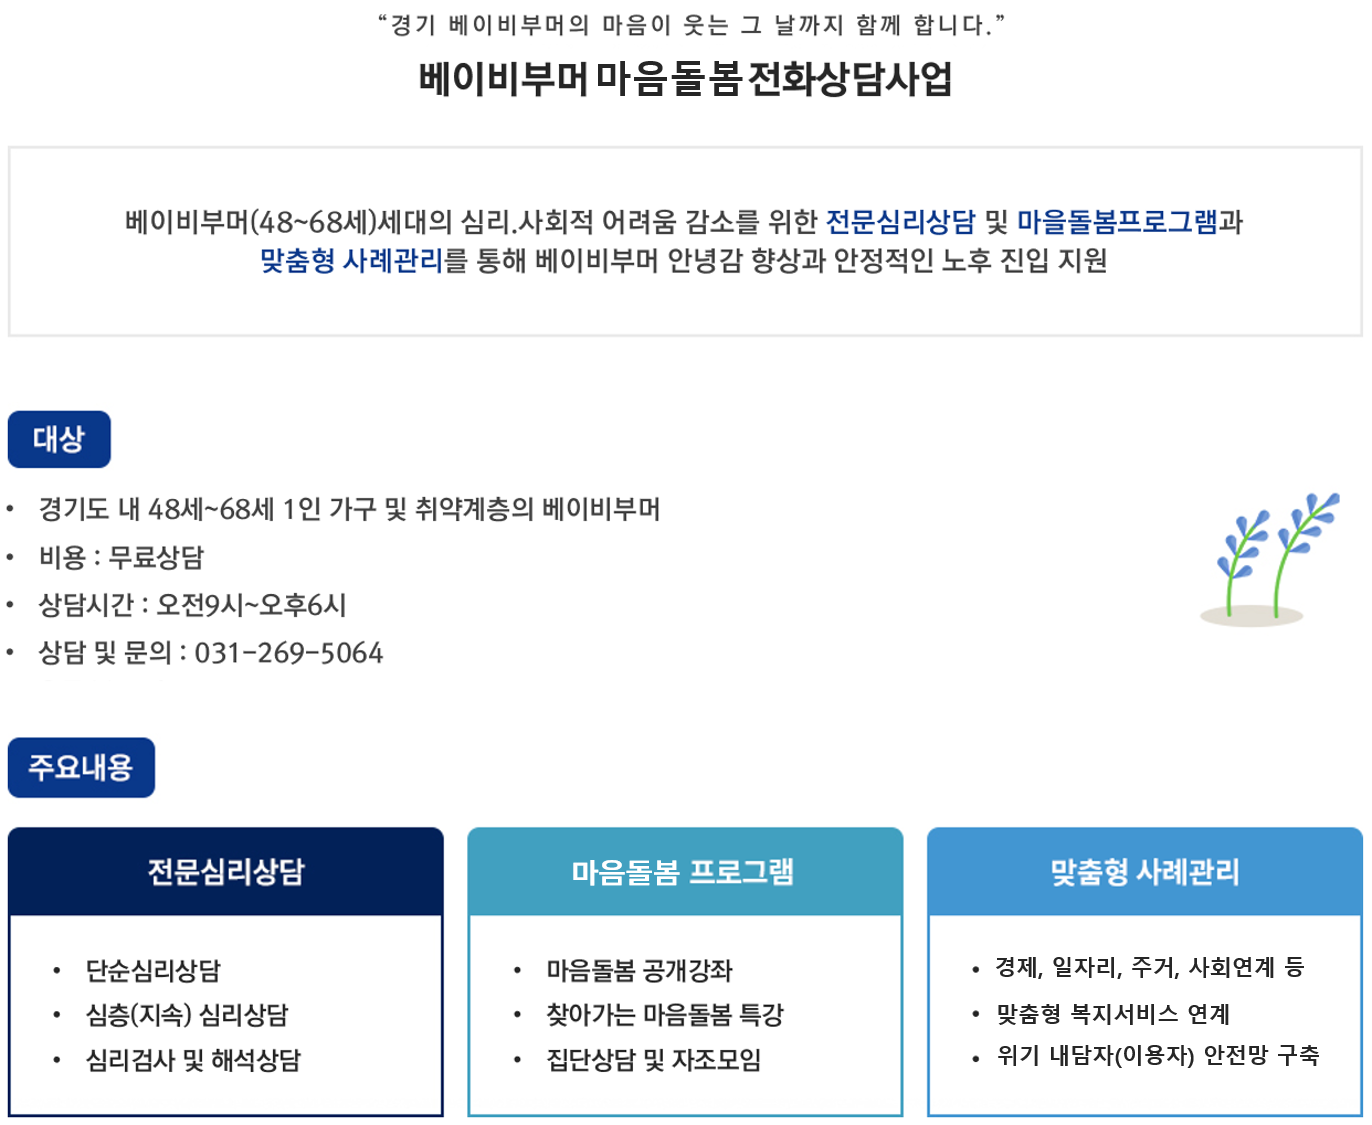 “경기 베이비부머의 마음이 웃는 그 날까지 함께 합니다.”
베이비부머 마음돌봄 전화상담사업
베이비부머(48~68세)세대의 심리.사회적 어려움 감소를 위한 전문심리상담 및 마을돌봄프로그램과
맞춤형 사례관리를 통해 베이비부머 안녕감 향상과 안정적인 노후 진입 지원
대상
• 경기도 내 48세~68세 1인 가구 및 취약계층의 베이비부머
• 비용 : 무료상담
• 상담시간 : 오전9시~오후6시
• 상담 및 문의 : 031-269-5064
주요내용
전문심리상담
• 단순심리상담
• 심층(지속) 심리상담
• 심리검사 및 해석상담
마음돌봄 프로그램
• 마음돌봄 공개강좌
• 찾아가는 마음돌봄 특강
• 집단상담 및 자조모임
맞춤형 사례관리
• 경제, 일자리, 주거, 사회연계 등
• 맞춤형 복지서비스 연계
• 위기 내담자(이용자) 안전망 구축